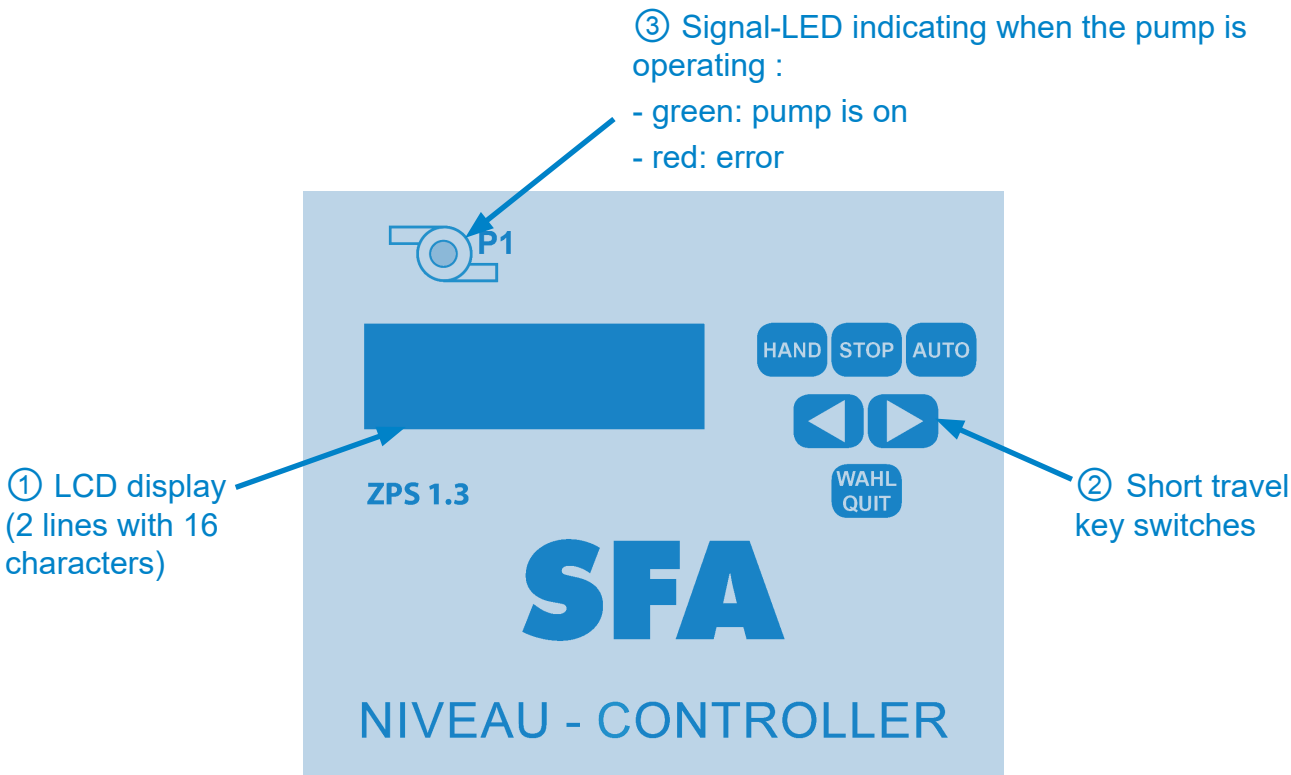 ③ Signal-LED indicating when the pump is
operating :
- green: pump is on
- red: error
P1
HAND STOP AUTO
① LCD display
(2 lines with 16
characters)
ZPS 1.3
WAHL
QUIT
② Short travel
key switches
SFA
NIVEAU - CONTROLLER